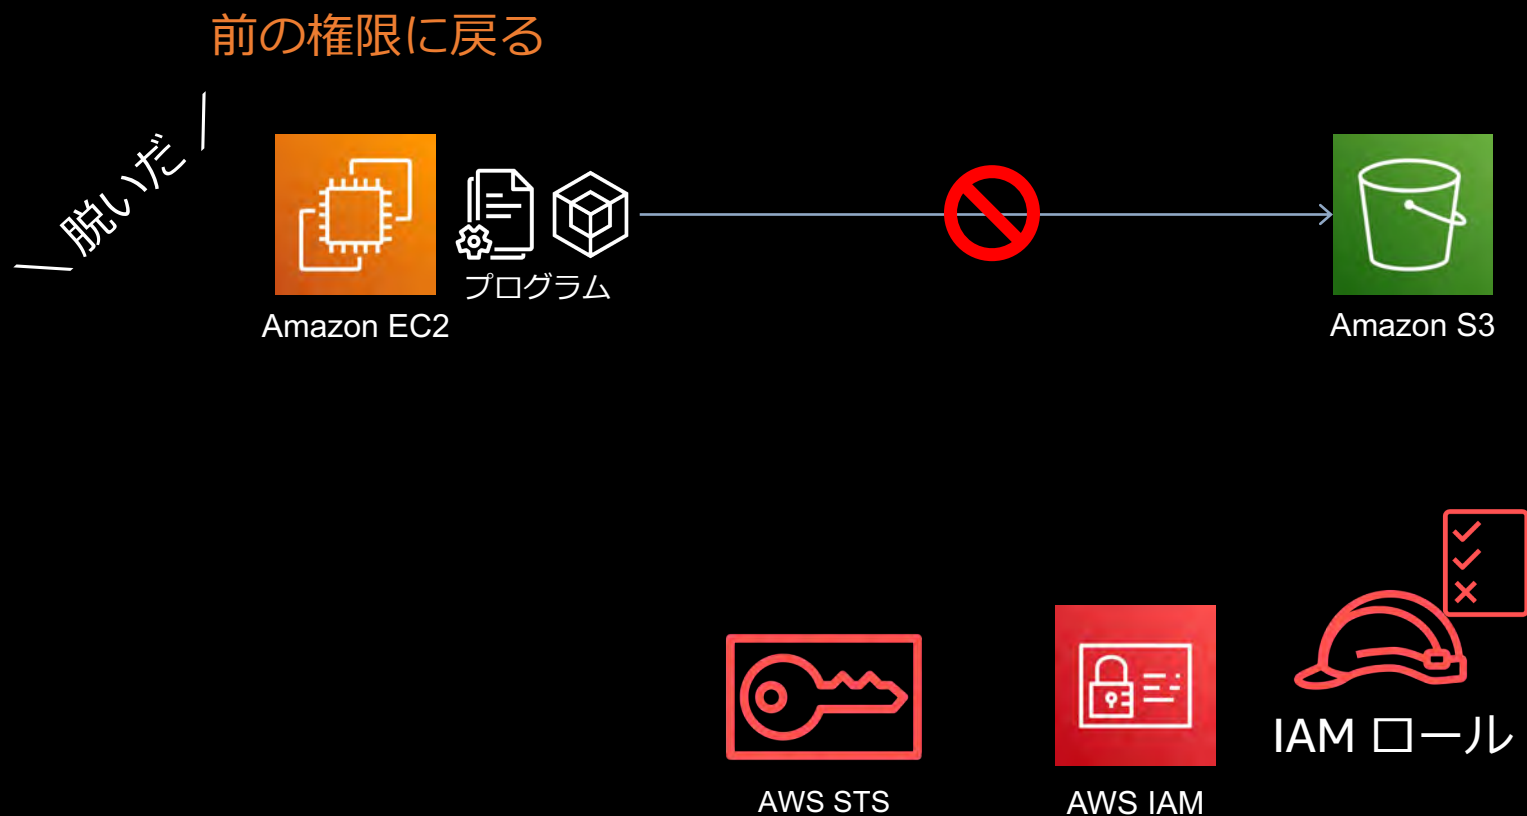 前の権限に戻る
\ 脱いだ /
プログラム
Amazon EC2
Amazon S3
IAM ロール
AWS STS
AWS IAM